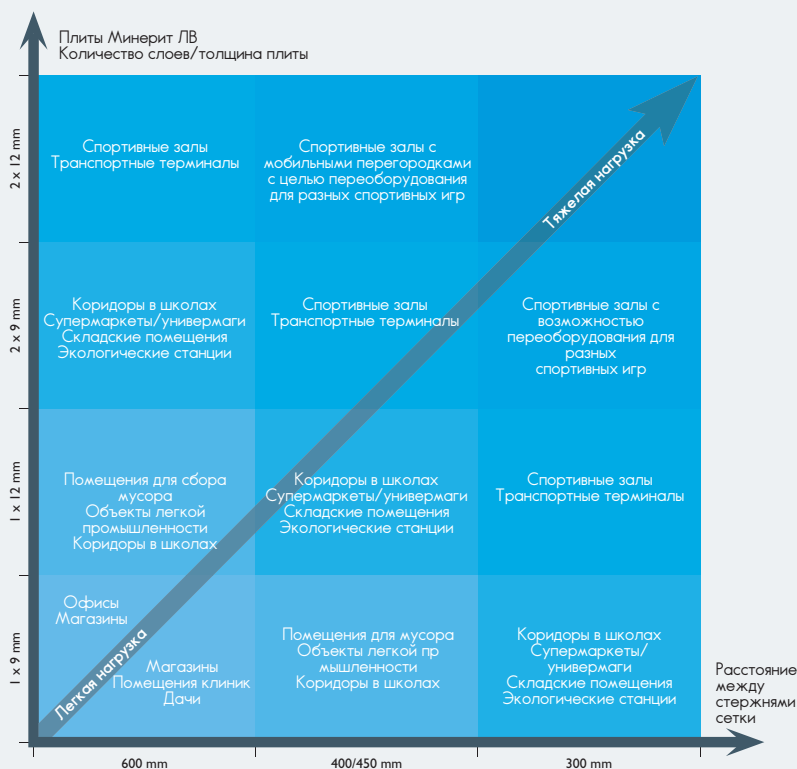 Плиты Минерит ЛВ
Количество слоев/толщина плиты
2 x 12 mm
Спортивные залы
Транспортные терминалы
Спортивные залы с
мобильными перегородками
с целью переоборудования
для разных спортивных игр
Тяжелая нагрузка
2 x 9 mm
Коридоры в школах
Супермаркеты/универмаги
Складские помещения
Экологические станции
Спортивные залы
Транспортные терминалы
Спортивные залы с
возможностью
переоборудования для
разных
спортивных игр
1 x 12 mm
Помещения для сбора
мусора
Объекты легкой
промышленности
Коридоры в школах
Коридоры в школах
Супермаркеты/универмаги
Складские помещения
Экологические станции
Спортивные залы
Транспортные терминалы
1 x 9 mm
Офисы
Магазины
Легкая нагрузка
Магазины
Помещения клиник
Дачи
Помещения для мусора
Объекты легкой пр
мышленности
Коридоры в школах
Коридоры в школах
Супермаркеты/
универмаги
Складские помещения
Экологические станции
Расстояние
между
стержнями
сетки
600 mm
400/450 mm
300 mm